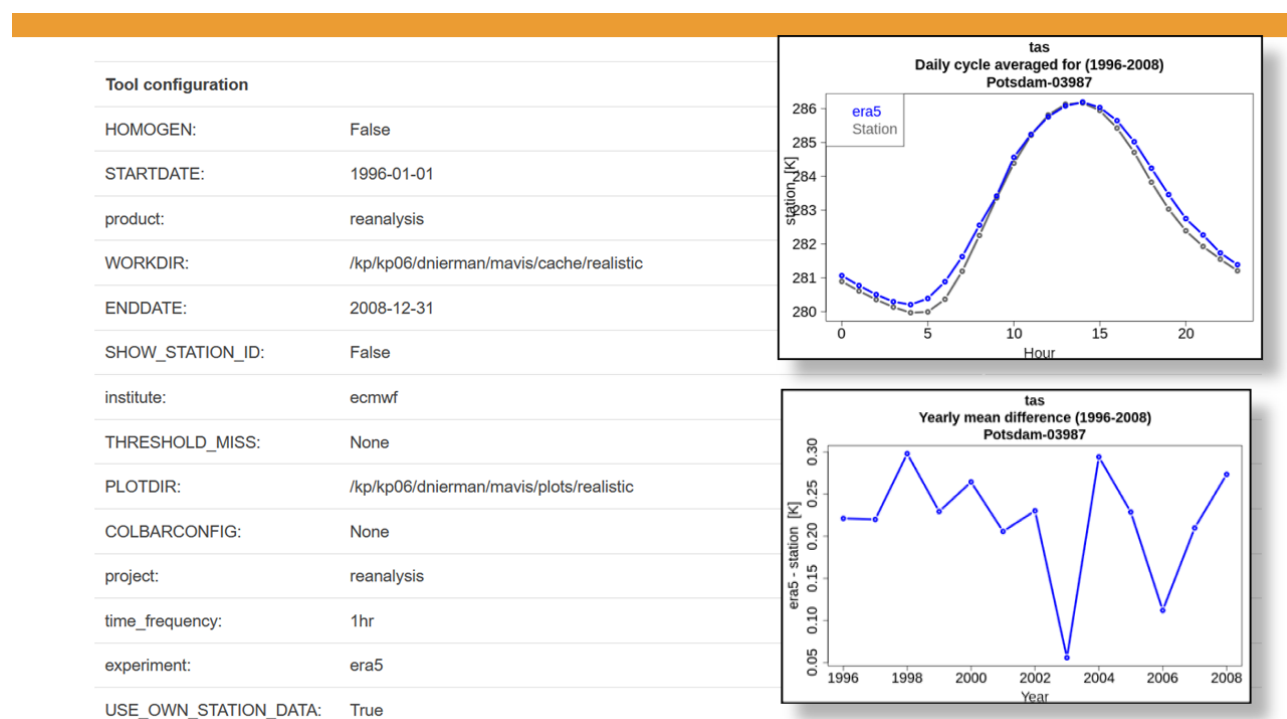 Tool configuration
HOMOGEN: False
STARTDATE: 1996-01-01
product: reanalysis
WORKDIR: /kp/kp06/dnierman/mavis/cache/realistic
ENDDATE: 2008-12-31
SHOW_STATION_ID: False
institute: ecmwf
THRESHOLD_MISS: None
PLOTDIR: /kp/kp06/dnierman/mavis/plots/realistic
COLBARCONFIG: None
project: reanalysis
time_frequency: 1hr
experiment: era5
USE_OWN_STATION_DATA: True
tas
Daily cycle averaged for (1996-2008)
Potsdam-03987
era5
Station
station [K]
286
285
284
283
282
281
280
0 5 10 15 20
Hour
tas
Yearly mean difference (1996-2008)
Potsdam-03987
era5 - station [K]
0.30
0.25
0.20
0.15
0.10
0.05
1996 1998 2000 2002 2004 2006 2008
Year